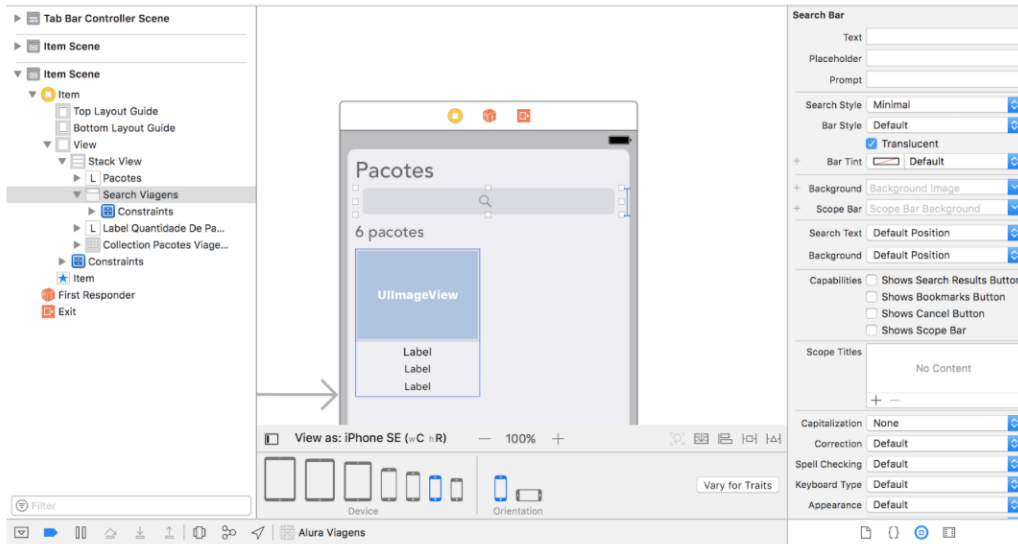 Tab Bar Controller Scene
Item Scene
Item Scene
Item
Top Layout Guide
Bottom Layout Guide
View
Stack View
L Pacotes
Search Viagens
Constraints
L Label Quantidade De Pa...
Collection Pacotes Viage...
Constraints
Item
First Responder
Exit
Filter
Pacotes
6 pacotes
UIImageView
Label
Label
Label
View as: iPhone SE (wC hR) — 100% +
Device
Orientation
Vary for Traits
Alura Viagens
Search Bar
Text
Placeholder
Prompt
Search Style Minimal
Bar Style Default
Translucent
+ Bar Tint Default
+ Background Background Image
+ Scope Bar Scope Bar Background
Search Text Default Position
Background Default Position
Capabilities Shows Search Results Button
Shows Bookmarks Button
Shows Cancel Button
Shows Scope Bar
Scope Titles
No Content
+ —
Capitalization None
Correction Default
Spell Checking Default
Keyboard Type Default
Appearance Default